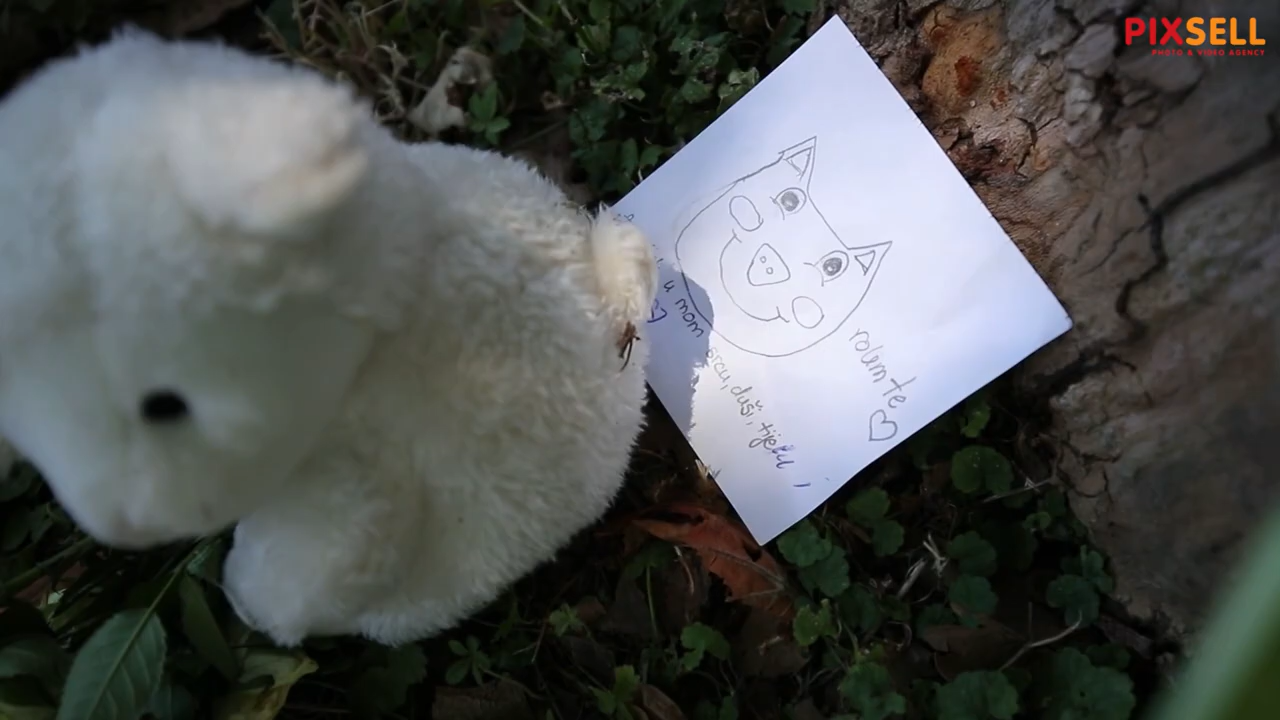 PIXSELL
PHOTO & VIDEO AGENCY
u mom srcu, duši, tijelu
volim te ♡